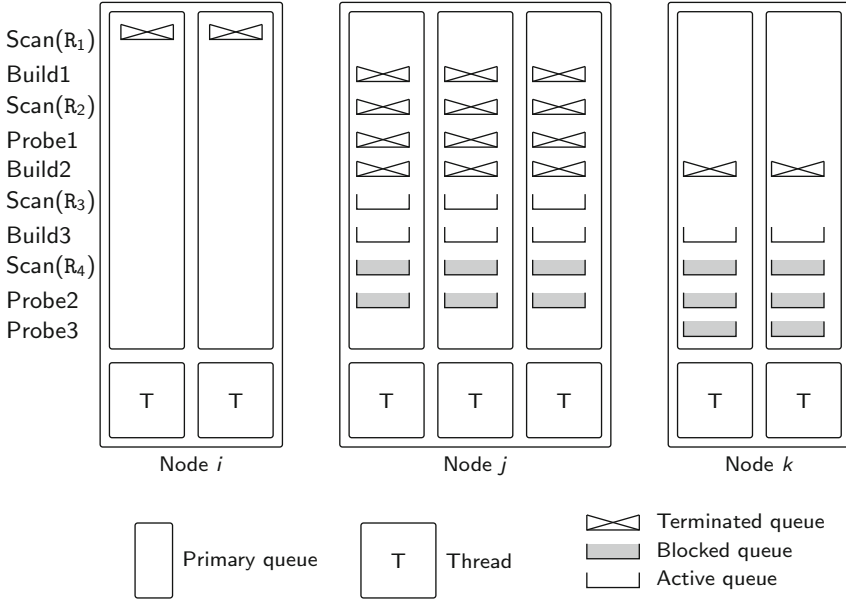 Scan(R₁)
Build1
Scan(R₂)
Probe1
Build2
Scan(R₃)
Build3
Scan(R₄)
Probe2
Probe3
T T T T T T T
Node i Node j Node k
Primary queue
T
Thread
Terminated queue
Blocked queue
Active queue